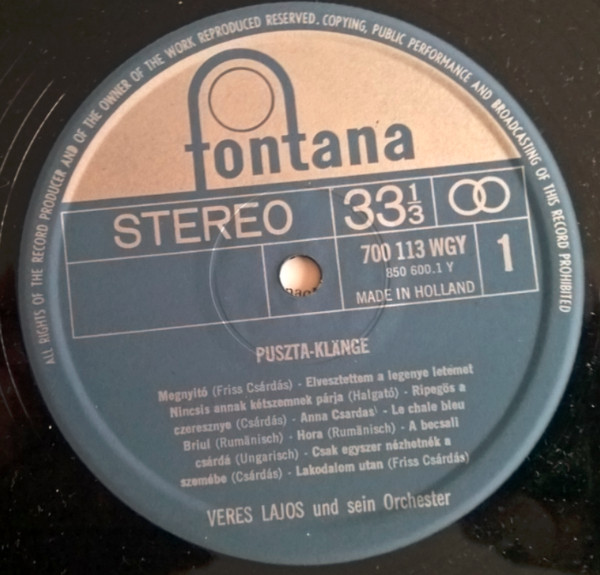 ALL RIGHTS OF THE RECORD PRODUCER AND OF THE OWNER OF THE WORK REPRODUCED RESERVED. COPYING, PUBLIC PERFORMANCE AND BROADCASTING OF THIS RECORD PROHIBITED
fontana
STEREO 33 1/3
700 113 WGY 1
850 600.1 Y
MADE IN HOLLAND
PUSZTA-KLÄNGE
Megnyitó (Friss Csárdás) - Elvesztettem a legenye letemet
Nincsis annak kétszemnek párja (Halgató) - Ripegös a
czeresznye (Csárdás) - Anna Csardas - Le chale bleu
Briul (Rumänisch) - Hora (Rumänisch) - A becsali
csárdá (Ungarisch) - Csak egyszer nézhetnék a
szemébe (Csárdás) - Lakodalom utan (Friss Csárdás)
VERES LAJOS und sein Orchester